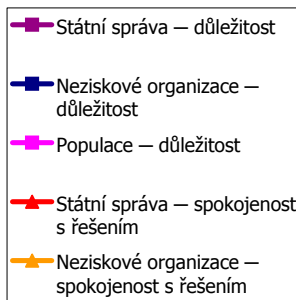 Státní správa — důležitost
Neziskové organizace —
důležitost
Populace — důležitost
Státní správa — spokojenost
s řešením
Neziskové organizace —
spokojenost s řešením